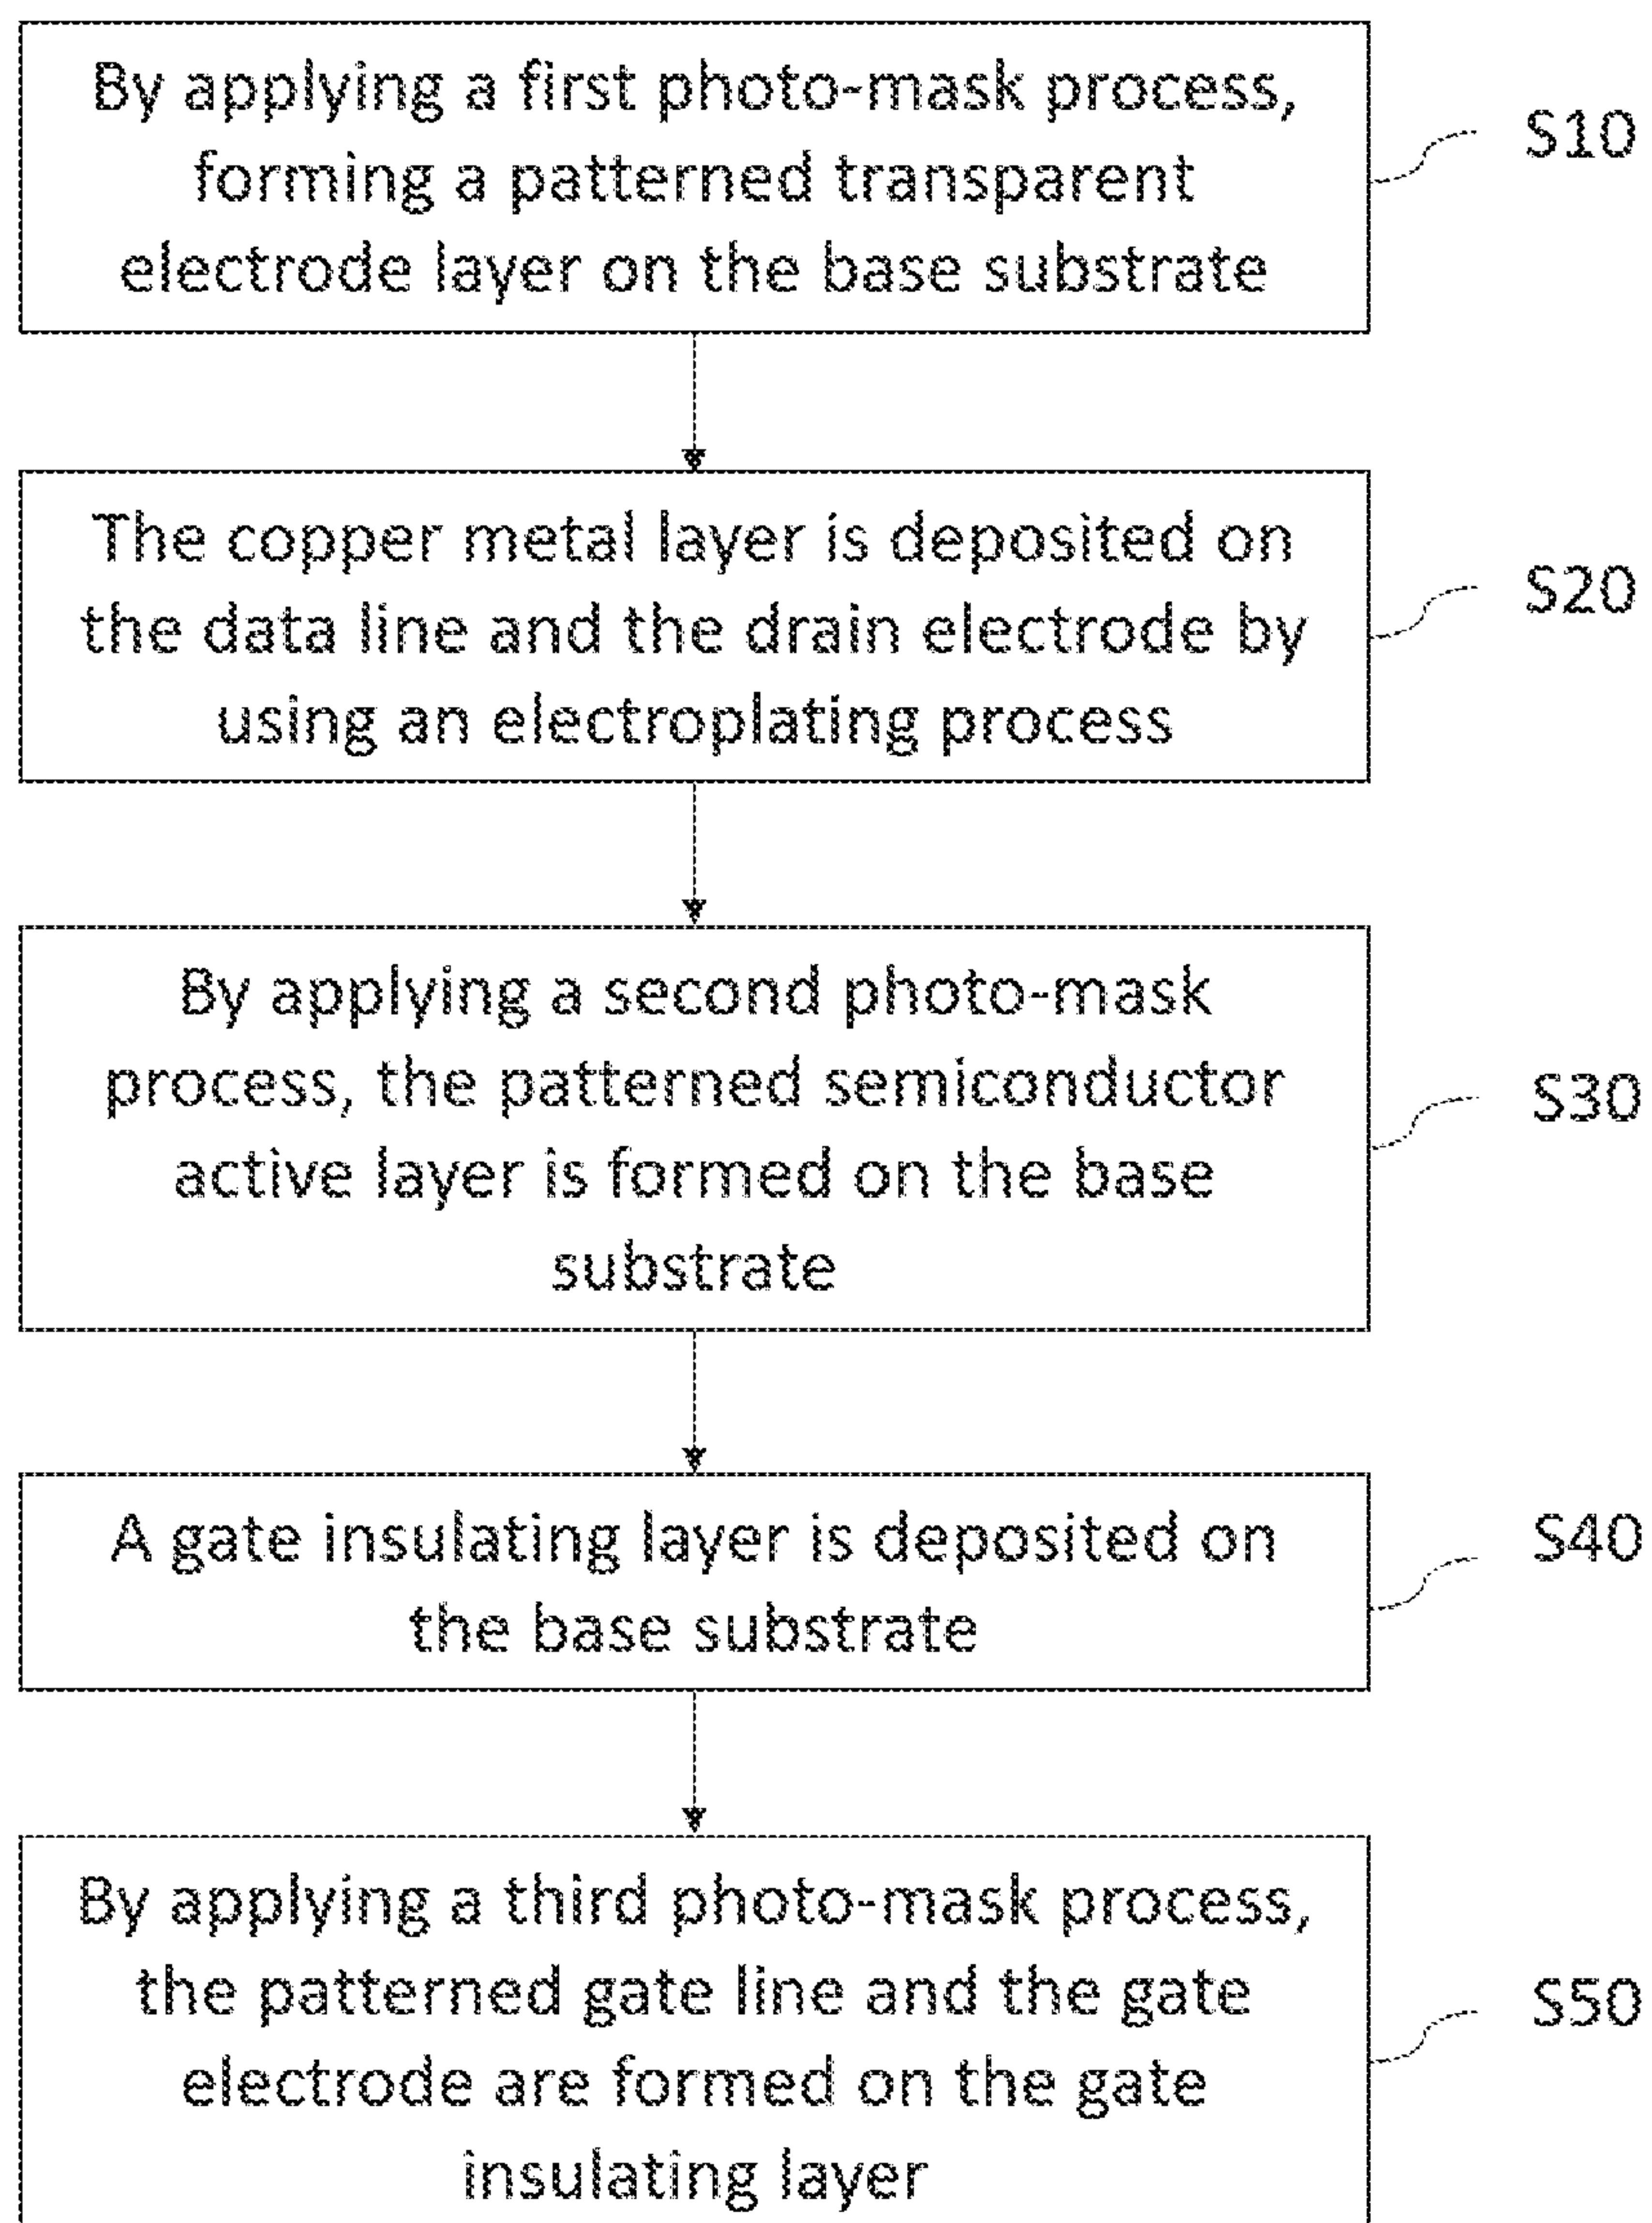 By applying a first photo-mask process,
forming a patterned transparent
electrode layer on the base substrate
S10
The copper metal layer is deposited on
the data line and the drain electrode by
using an electroplating process
S20
By applying a second photo-mask
process, the patterned semiconductor
active layer is formed on the base
substrate
S30
A gate insulating layer is deposited on
the base substrate
S40
By applying a third photo-mask process,
the patterned gate line and the gate
electrode are formed on the gate
insulating layer
S50